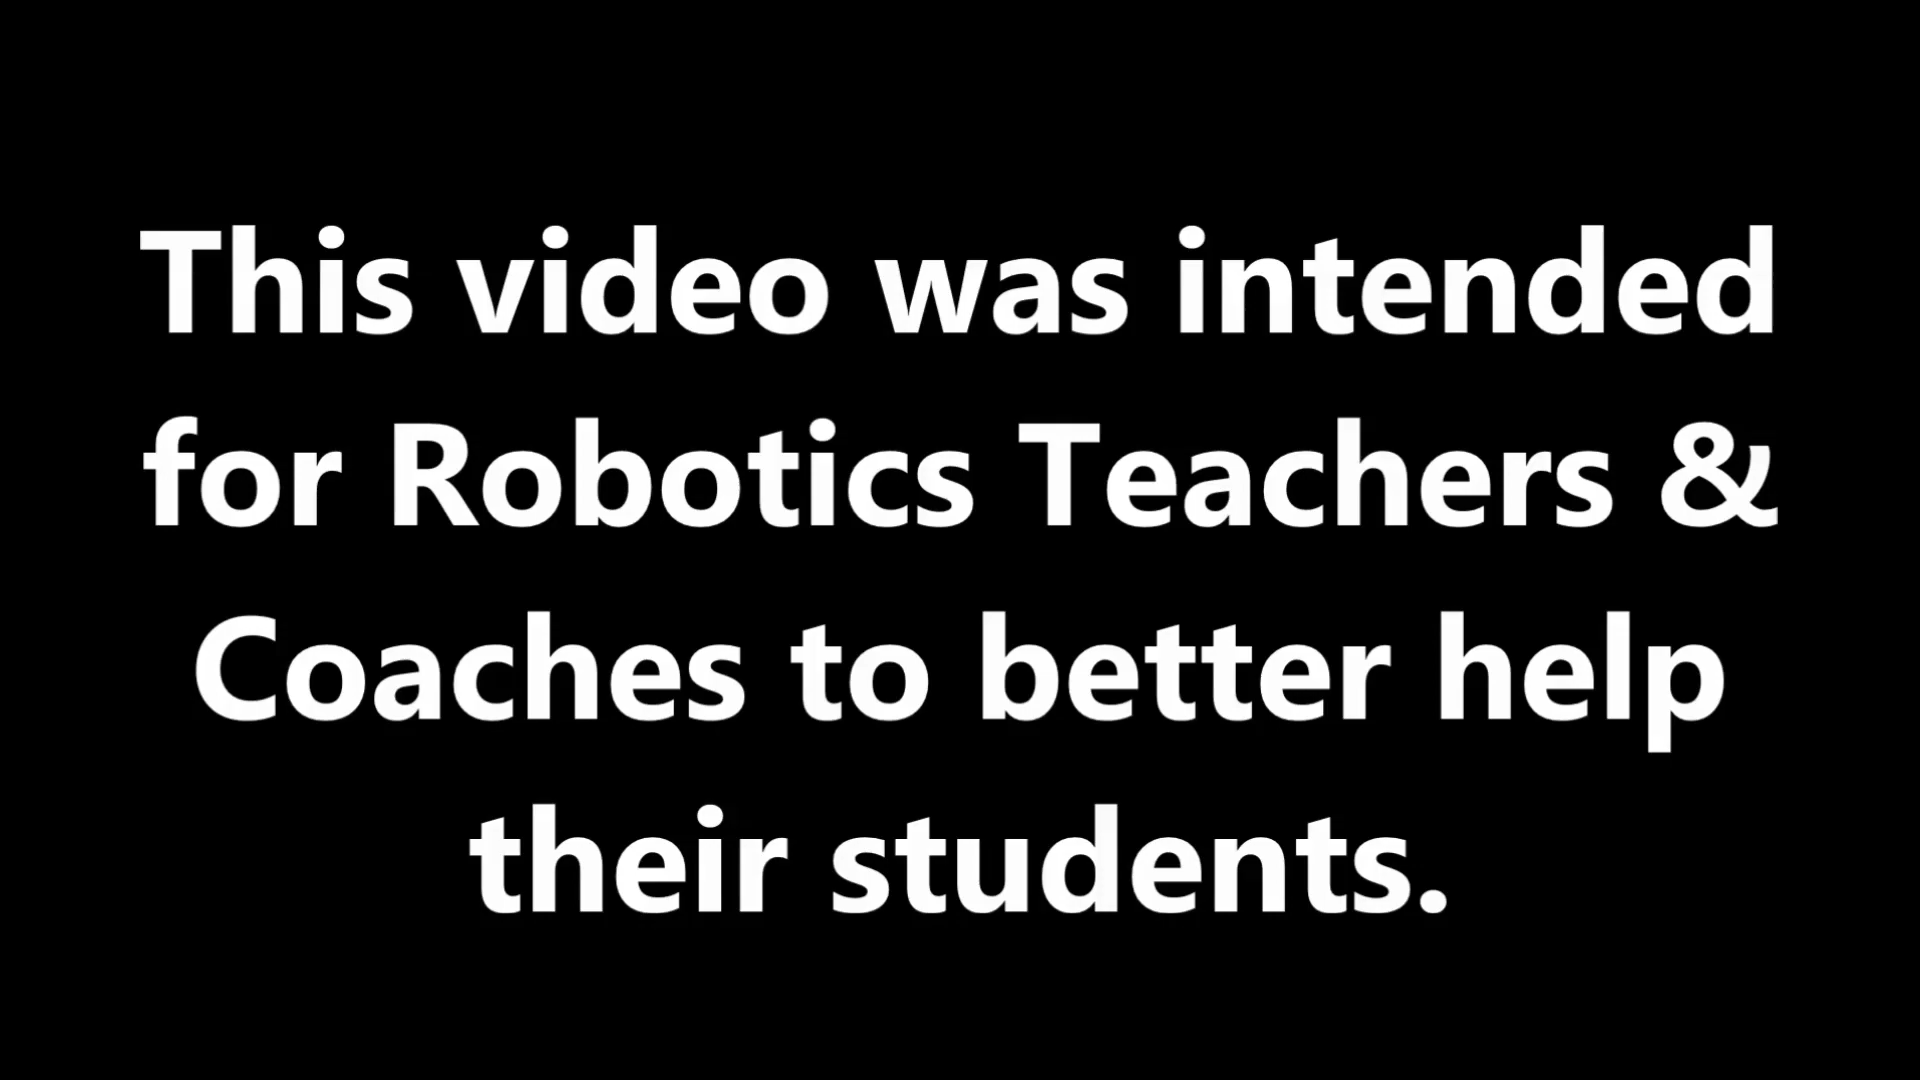 This video was intended
for Robotics Teachers &
Coaches to better help
their students.